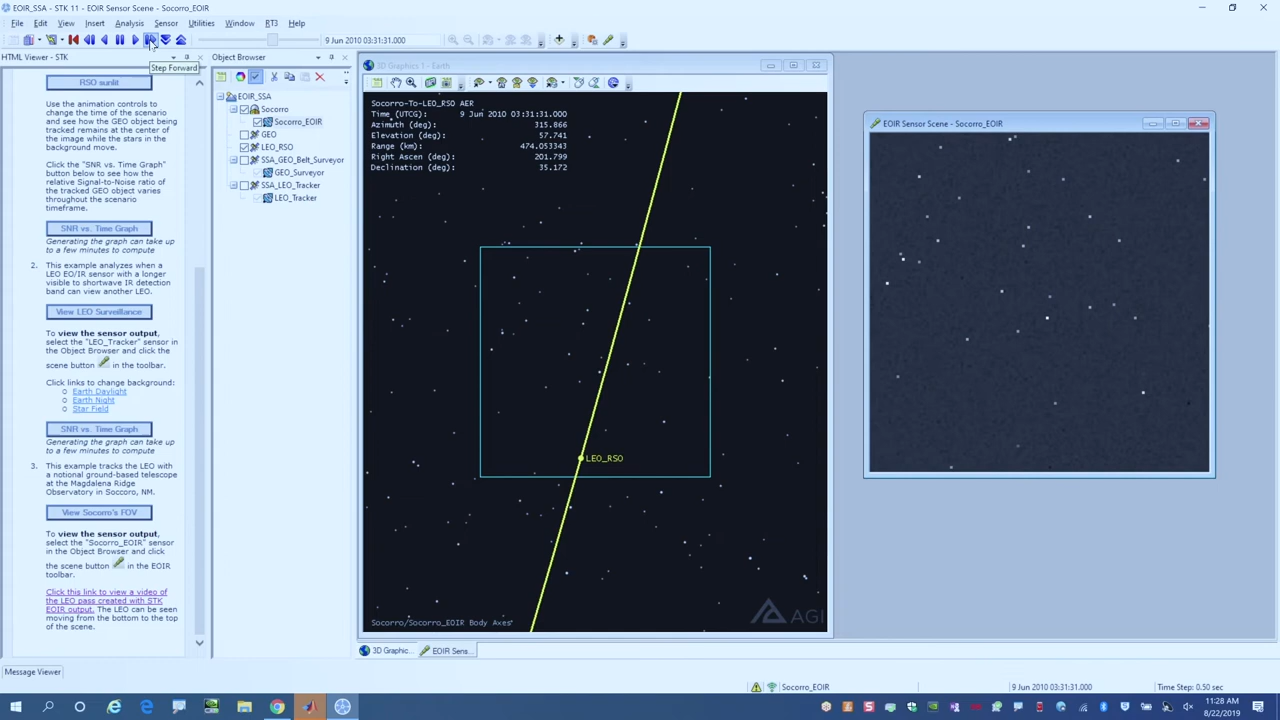 EOIR_SSA - STK 11 - EOIR Sensor Scene - Socorro_EOIR
File Edit View Insert Analysis Sensor Utilities Window RT3 Help
9 Jun 2010 03:31:31.000
Step Forward
HTML Viewer - STK
RSO sunlit
Use the animation controls to
change the time of the scenario
and see how the GEO object being
tracked remains at the center of
the image while the stars in the
background move.
Click the "SNR vs. Time Graph"
button below to see how the
relative Signal-to-Noise ratio of
the tracked GEO object varies
throughout the scenario
timeframe.
SNR vs. Time Graph
Generating the graph can take up
to a few minutes to compute
2. This example analyzes when a
LEO EO/IR sensor with a longer
visible to shortwave IR detection
band can view another LEO.
View LEO Surveillance
To view the sensor output,
select the "LEO_Tracker" sensor
in the Object Browser and click the
scene button in the toolbar.
Click links to change background:
Earth Daylight
Earth Night
Star Field
SNR vs. Time Graph
Generating the graph can take up
to a few minutes to compute
3. This example tracks the LEO with
a notional ground-based telescope
at the Magdalena Ridge
Observatory in Soccoro, NM.
View Socorro's FOV
To view the sensor output,
select the "Socorro_EOIR" sensor
in the Object Browser and click
the scene button in the EOIR
toolbar.
Click this link to view a video of
the LEO pass created with STK
EOIR output. The LEO can be seen
moving from the bottom to the top
of the scene.
Object Browser
EOIR_SSA
Socorro
Socorro_EOIR
GEO
LEO_RSO
SSA_GEO_Belt_Surveyor
GEO_Surveyor
SSA_LEO_Tracker
LEO_Tracker
3D Graphics 1 - Earth
Socorro-To-LEO_RSO AER
Time (UTCG): 9 Jun 2010 03:31:31.000
Azimuth (deg): 315.866
Elevation (deg): 57.741
Range (km): 474.053343
Right Ascen (deg): 201.799
Declination (deg): 35.172
LEO_RSO
AGI
Socorro/Socorro_EOIR Body Axes*
EOIR Sensor Scene - Socorro_EOIR
3D Graphic... EOIR Sens...
Message Viewer
Socorro_EOIR 9 Jun 2010 03:31:31.000 Time Step: 0.50 sec
11:28 AM
8/22/2019